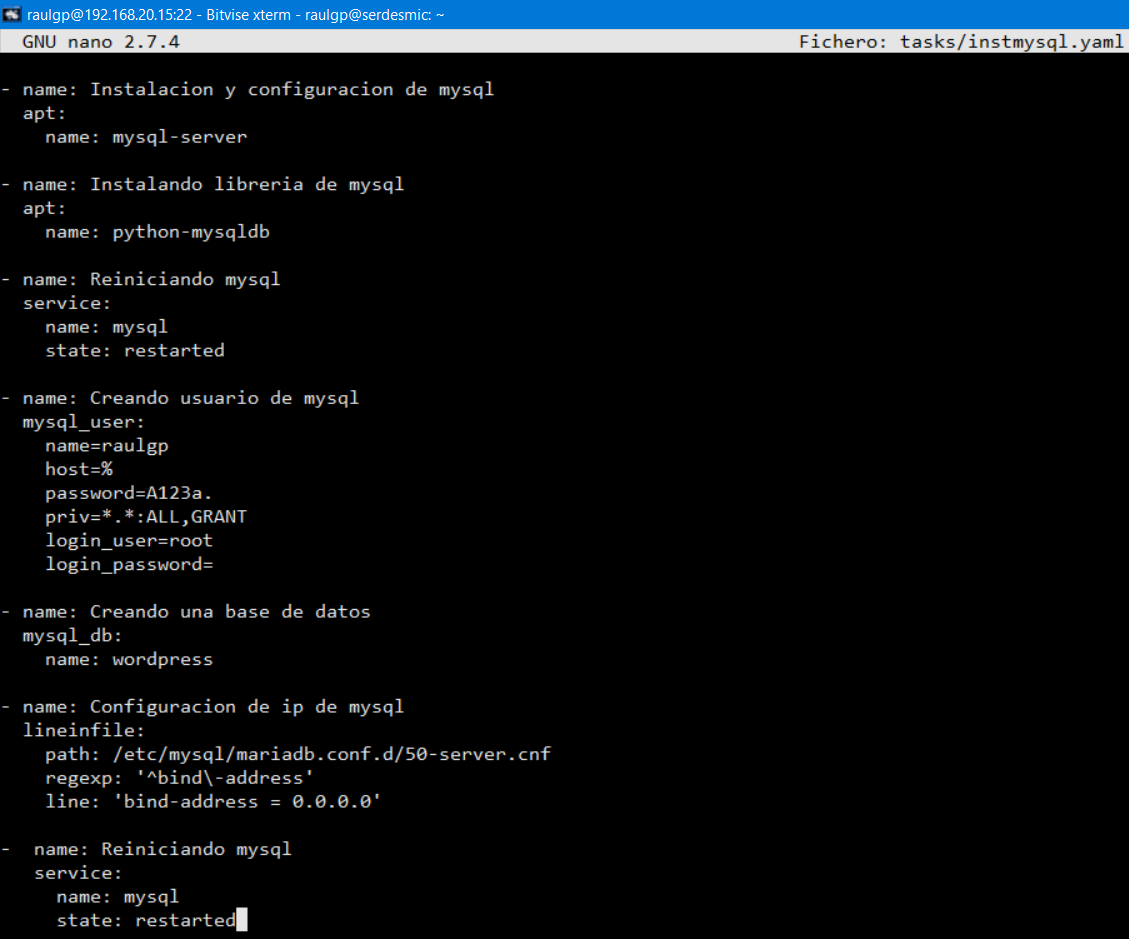 raulgp@192.168.20.15:22 - Bitvise xterm - raulgp@serdesmic: ~
GNU nano 2.7.4 Fichero: tasks/instmysql.yaml
- name: Instalacion y configuracion de mysql
  apt:
    name: mysql-server
- name: Instalando libreria de mysql
  apt:
    name: python-mysqldb
- name: Reiniciando mysql
  service:
    name: mysql
    state: restarted
- name: Creando usuario de mysql
  mysql_user:
    name=raulgp
    host=%
    password=A123a.
    priv=*.*:ALL,GRANT
    login_user=root
    login_password=
- name: Creando una base de datos
  mysql_db:
    name: wordpress
- name: Configuracion de ip de mysql
  lineinfile:
    path: /etc/mysql/mariadb.conf.d/50-server.cnf
    regexp: '^bind\-address'
    line: 'bind-address = 0.0.0.0'
-  name: Reiniciando mysql
   service:
     name: mysql
     state: restarted